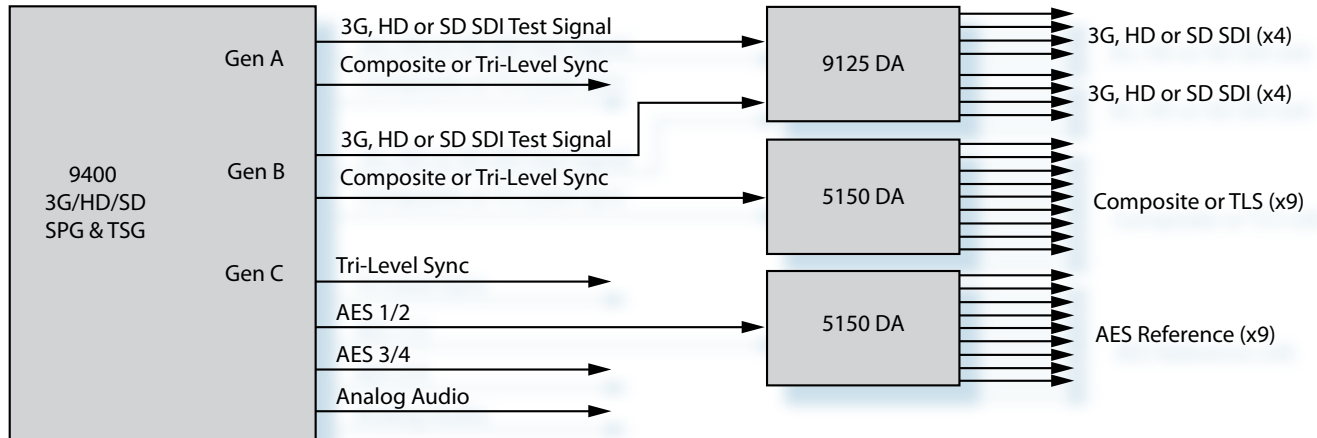 9400
3G/HD/SD
SPG & TSG
Gen A
Gen B
Gen C
3G, HD or SD SDI Test Signal
Composite or Tri-Level Sync
3G, HD or SD SDI Test Signal
Composite or Tri-Level Sync
Tri-Level Sync
AES 1/2
AES 3/4
Analog Audio
9125 DA
5150 DA
5150 DA
3G, HD or SD SDI (x4)
3G, HD or SD SDI (x4)
Composite or TLS (x9)
AES Reference (x9)